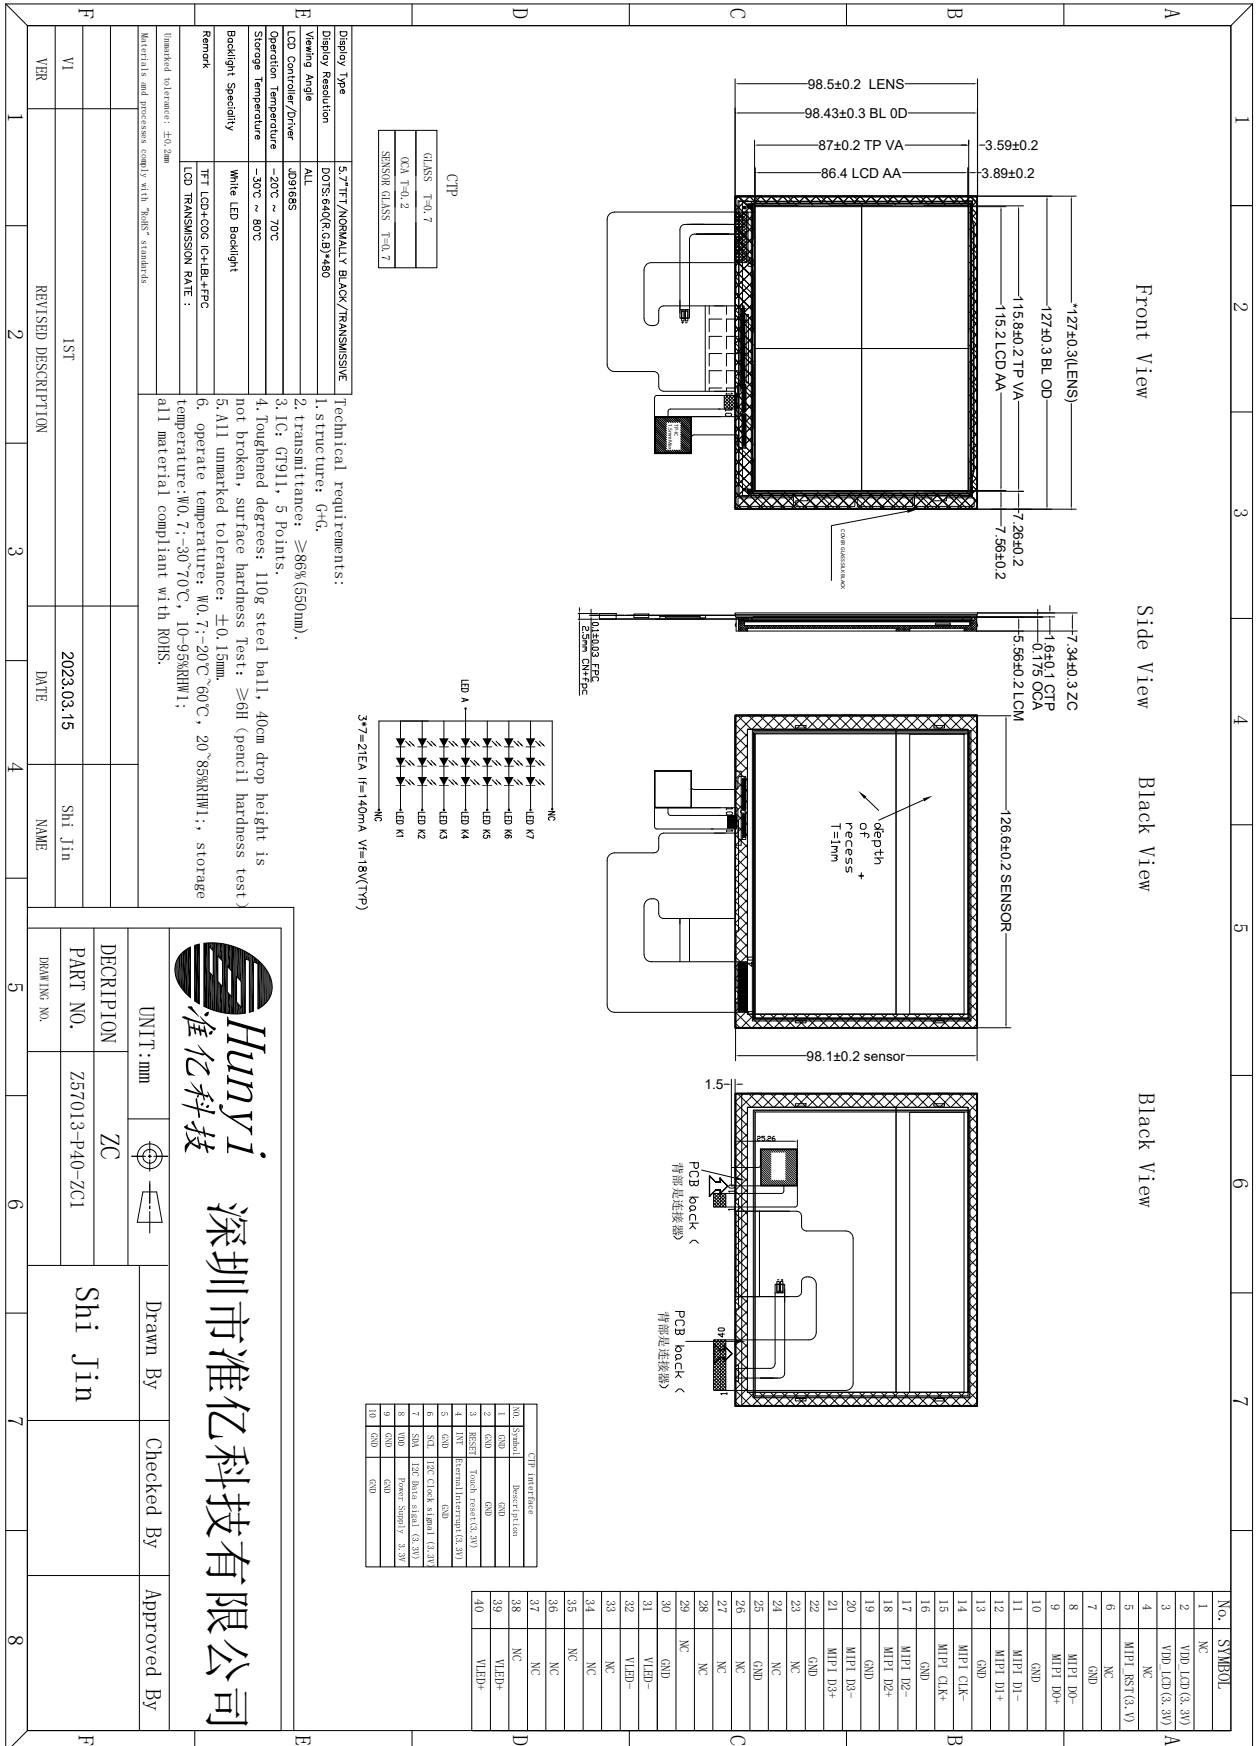 1
2
3
4
5
6
7
8
A
B
C
D
E
F
Front View
Side View
Black View
Black View
98.5±0.2 LENS
98.43±0.3 BL OD
87±0.2 TP VA
86.4 LCD AA
3.59±0.2
3.89±0.2
*127±0.3(LENS)
127±0.3 BL OD
115.8±0.2 TP VA
115.2 LCD AA
7.26±0.2
7.56±0.2
7.34±0.3 ZC
1.6±0.1 CTP
0.175 OCA
5.56±0.2 LCM
0.1±0.03 FPC
2.5mm CN+fpc
126.6±0.2 SENSOR
98.1±0.2 sensor
depth
of
recess
T=1mm
1.5
25.26
PCB back (
背部是连接器)
PCB back (
背部是连接器)
40
1
CTP
GLASS T=0.7
OCA T=0.2
SENSOR GLASS T=0.7
LED A
NC
LED K7
LED K6
LED K5
LED K4
LED K3
LED K2
LED K1
NC
3*7=21EA If=140mA Vf=18V(TYP)
Display Type 5.7"TFT/NORMALLY BLACK/TRANSMISSIVE
Display Resolution DOTS:640(R.G.B)*480
Viewing Angle ALL
LCD Controller/Driver JD9168S
Operation Temperature -20℃ ~ 70℃
Storage Temperature -30℃ ~ 80℃
Backlight Speciality White LED Backlight
Remark TFT LCD+COG IC+LBL+FPC
LCD TRANSMISSION RATE :
Unmarked tolerance: ±0.2mm
Materials and processes comply with "RoHS" standards
Technical requirements:
1. structure: G+G.
2. transmittance: ≥86%(550nm).
3. IC: GT911, 5 Points.
4. Toughened degrees: 110g steel ball, 40cm drop height is
not broken, surface hardness Test: ≥6H (pencil hardness test)
5. All unmarked tolerance: ±0.15mm.
6. operate temperature: W0.7;-20℃~60℃, 20~85%RHW1;, storage
temperature:W0.7;-30~70℃, 10-95%RHW1;
all material compliant with ROHS.
V1 1ST 2023.03.15 Shi Jin
VER REVISED DESCRIPTION DATE NAME
CTP interface
NO. Symbol Description
1 GND GND
2 GND GND
3 RESET Touch reset(3.3V)
4 INT EternalInterrupt(3.3V)
5 GND GND
6 SCL I2C Clock signal (3.3V)
7 SDA I2C Data sigal (3.3V)
8 VDD Power Supply 3.3V
9 GND GND
10 GND GND
No. SYMBOL
1 NC
2 VDD_LCD(3.3V)
3 VDD_LCD(3.3V)
4 NC
5 MIPI_RST(3.V)
6 NC
7 GND
8 MIPI D0-
9 MIPI D0+
10 GND
11 MIPI D1-
12 MIPI D1+
13 GND
14 MIPI CLK-
15 MIPI CLK+
16 GND
17 MIPI D2-
18 MIPI D2+
19 GND
20 MIPI D3-
21 MIPI D3+
22 GND
23 NC
24 NC
25 GND
26 NC
27 NC
28 NC
29 NC
30 GND
31 VLED-
32 VLED-
33 NC
34 NC
35 NC
36 NC
37 NC
38 NC
39 VLED+
40 VLED+
Hunyi
准亿科技
深圳市准亿科技有限公司
UNIT:mm
Drawn By Checked By Approved By
DECRIPION ZC
PART NO. Z57013-P40-ZC1
Shi Jin
DRAWING NO.